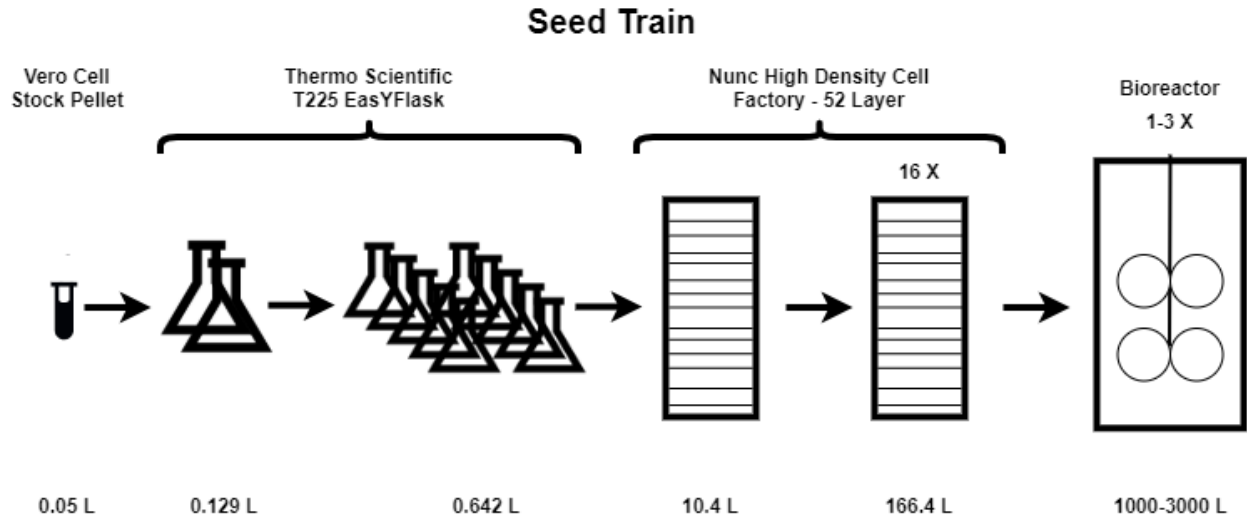 Seed Train
Vero Cell
Stock Pellet
Thermo Scientific
T225 EasYFlask
Nunc High Density Cell
Factory - 52 Layer
Bioreactor
1-3 X
16 X
0.05 L
0.129 L
0.642 L
10.4 L
166.4 L
1000-3000 L